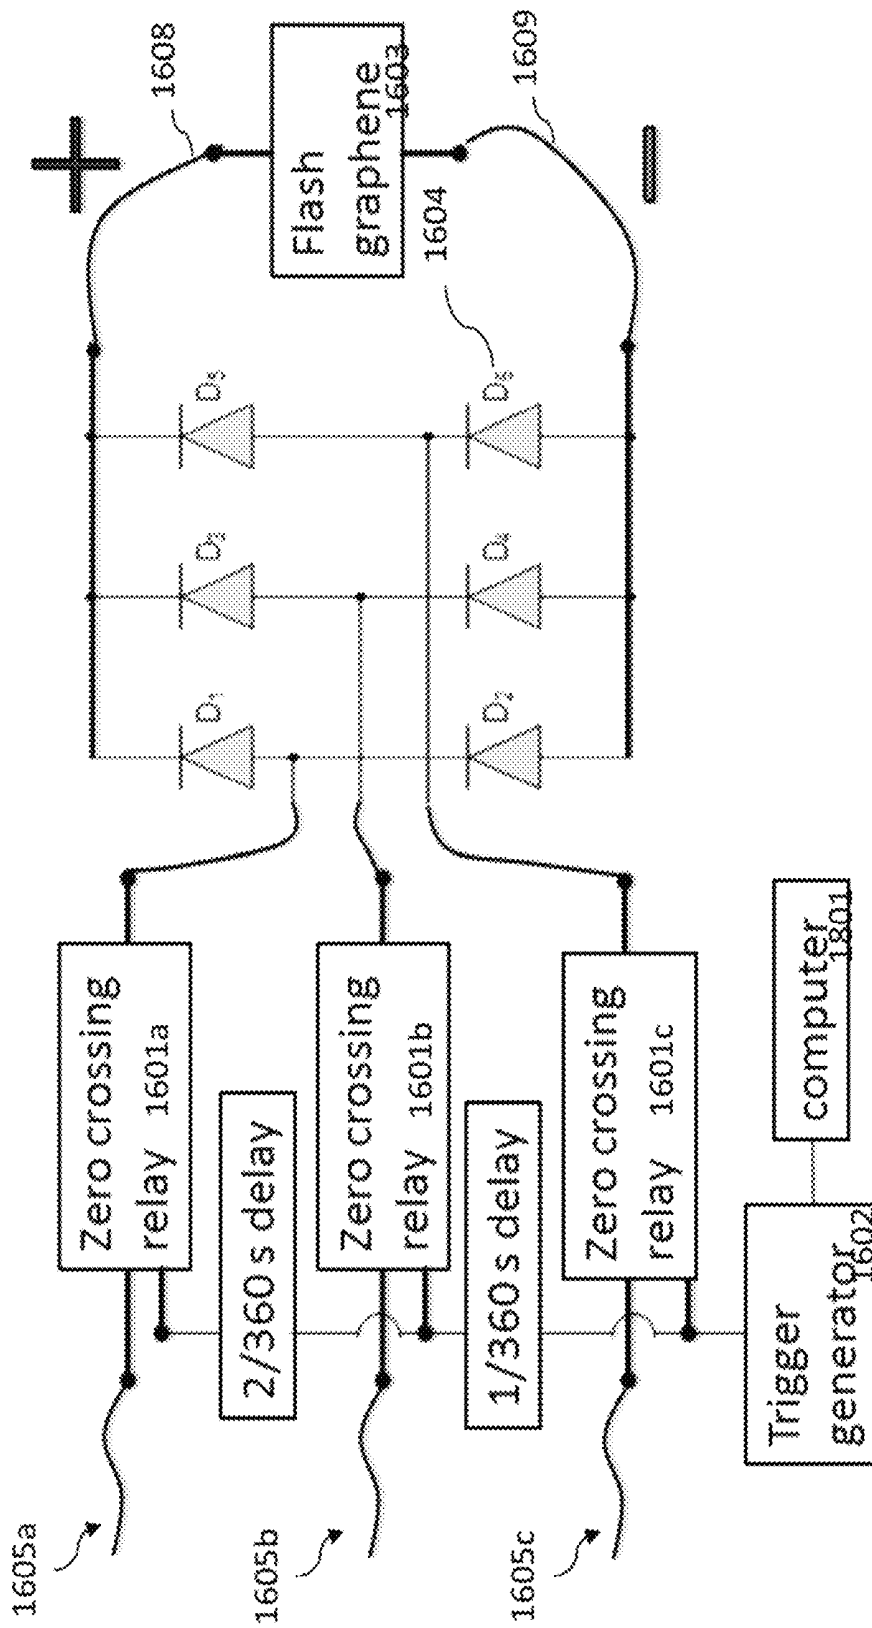 1605a
Zero crossing
relay 1601a
2/360 s delay
1605b
Zero crossing
relay 1601b
1/360 s delay
1605c
Zero crossing
relay 1601c
Trigger
generator
1602
computer
1801
D₁
D₃
D₅
D₂
D₄
D₆
1604
+
1608
Flash
graphene
1603
1609
−